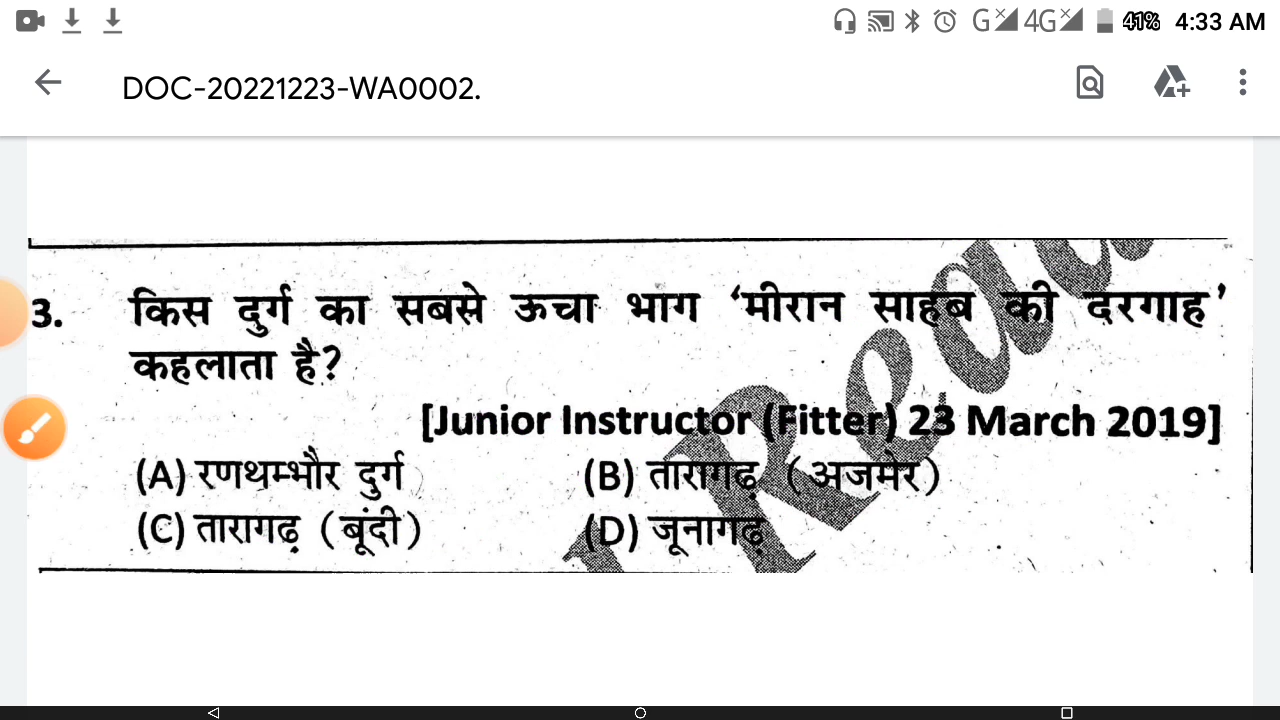 G 4G 41% 4:33 AM
DOC-20221223-WA0002.
3. किस दुर्ग का सबसे ऊचा भाग ‘मीरान साहब की दरगाह’
कहलाता है?
[Junior Instructor (Fitter) 23 March 2019]
(A) रणथम्भौर दुर्ग (B) तारागढ़ (अजमेर)
(C) तारागढ़ (बूंदी) (D) जूनागढ़